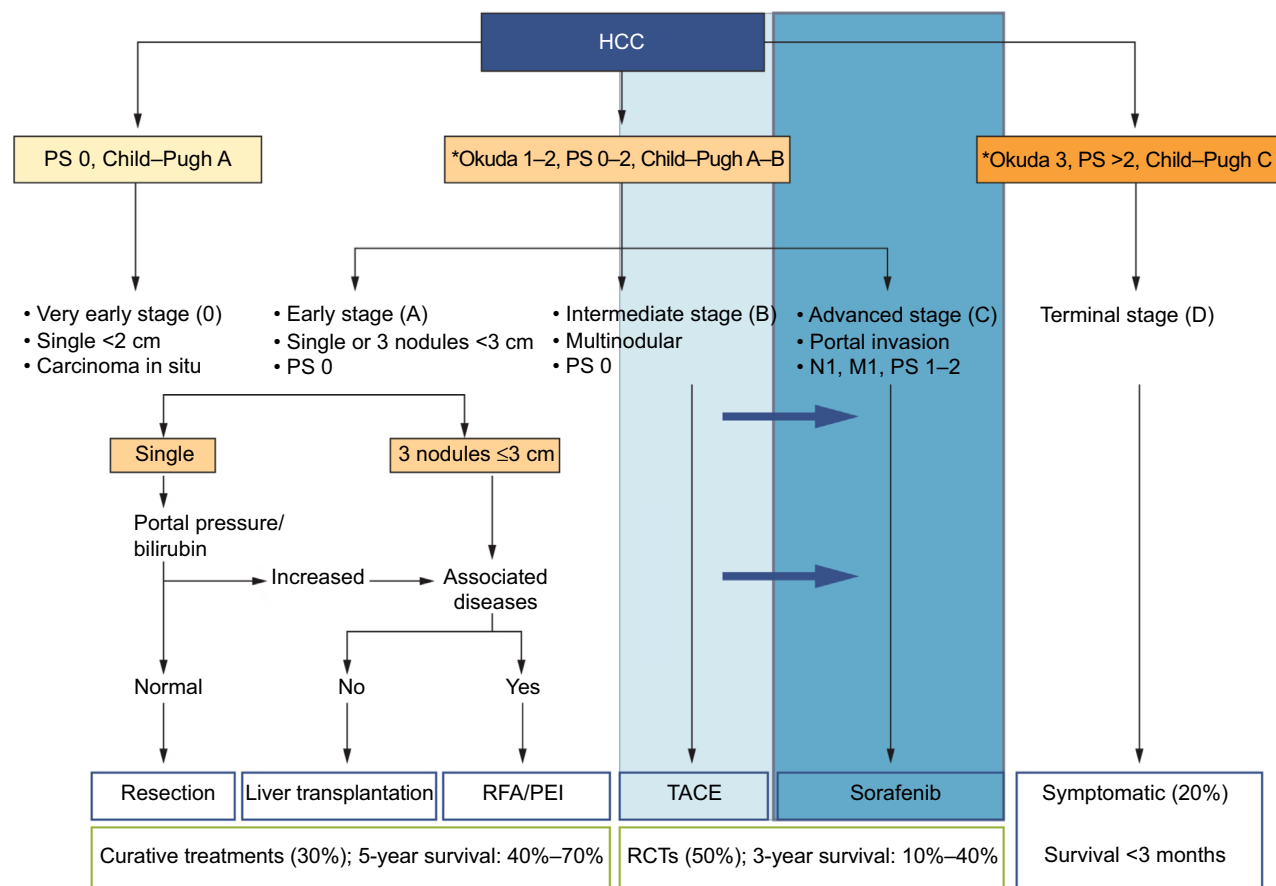 HCC
PS 0, Child–Pugh A
*Okuda 1–2, PS 0–2, Child–Pugh A–B
*Okuda 3, PS >2, Child–Pugh C
• Very early stage (0)
• Single <2 cm
• Carcinoma in situ
• Early stage (A)
• Single or 3 nodules <3 cm
• PS 0
• Intermediate stage (B)
• Multinodular
• PS 0
• Advanced stage (C)
• Portal invasion
• N1, M1, PS 1–2
Terminal stage (D)
Single
3 nodules ≤3 cm
Portal pressure/
bilirubin
Increased
Associated
diseases
Normal
No
Yes
Resection
Liver transplantation
RFA/PEI
TACE
Sorafenib
Symptomatic (20%)
Survival <3 months
Curative treatments (30%); 5-year survival: 40%–70%
RCTs (50%); 3-year survival: 10%–40%